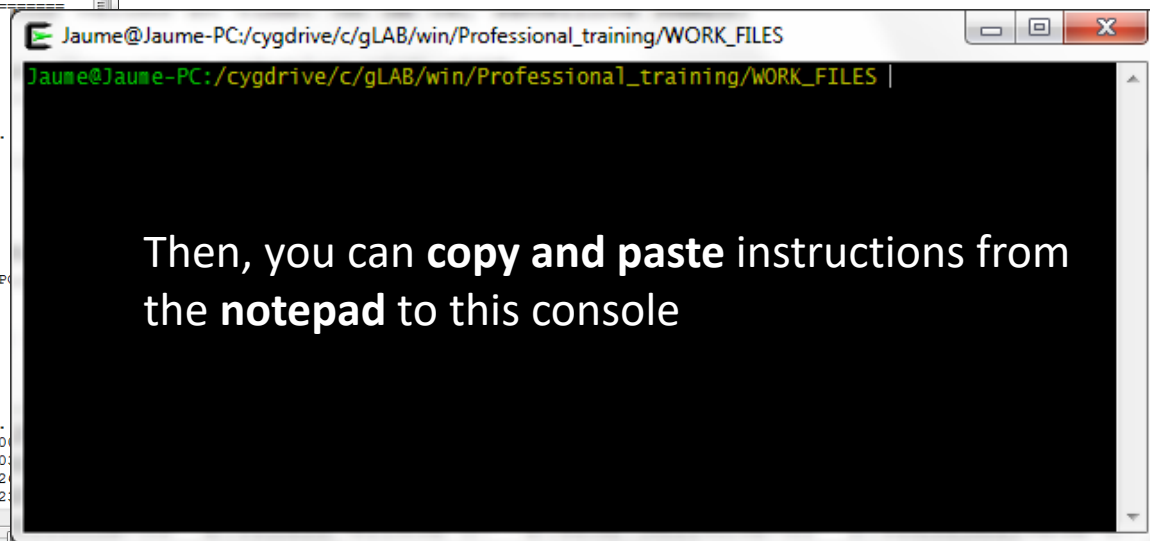 Jaume@Jaume-PC:/cygdrive/c/gLAB/win/Professional_training/WORK_FILES
Jaume@Jaume-PC:/cygdrive/c/gLAB/win/Professional_training/WORK_FILES
Then, you can copy and paste instructions from
the notepad to this console